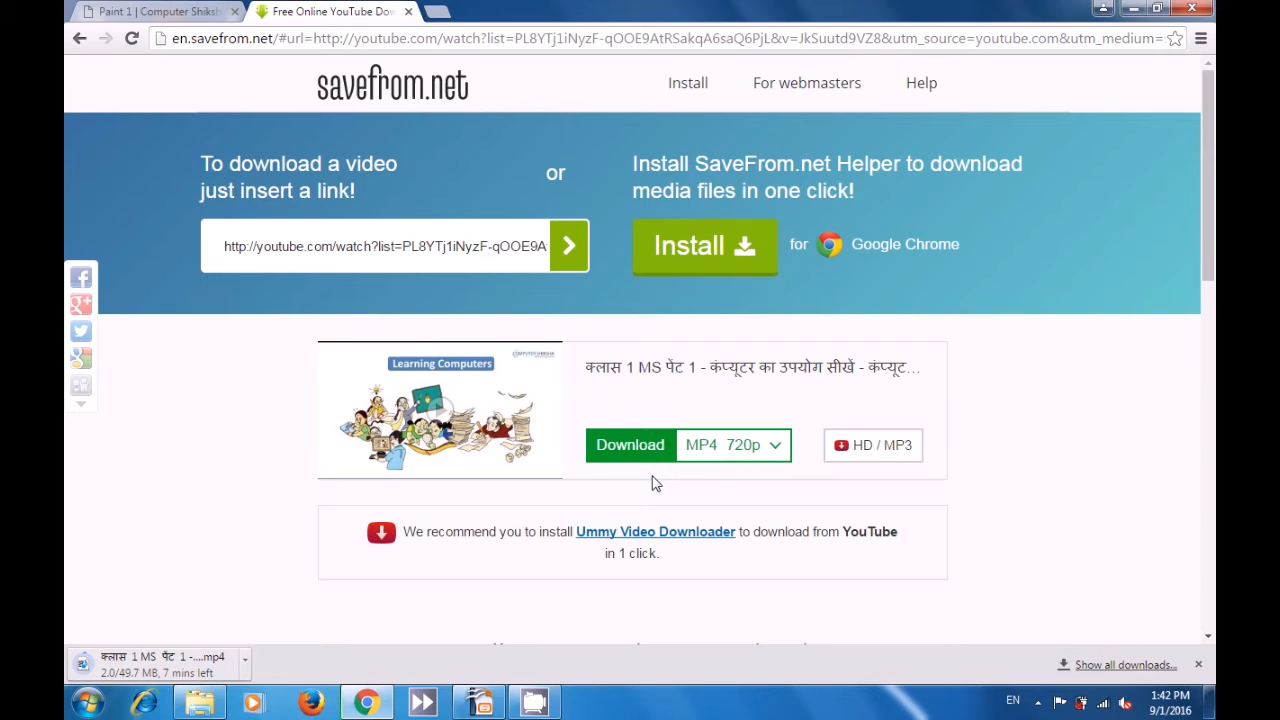 Paint 1 | Computer Shiksh
Free Online YouTube Dow
en.savefrom.net/#url=http://youtube.com/watch?list=PL8YTj1iNyzF-qOOE9AtRSakqA6saQ6PjL&v=JkSuutd9VZ8&utm_source=youtube.com&utm_medium=
savefrom.net
Install
For webmasters
Help
To download a video
just insert a link!
or
Install SaveFrom.net Helper to download
media files in one click!
http://youtube.com/watch?list=PL8YTj1iNyzF-qOOE9A
Install
for
Google Chrome
Learning Computers
क्लास 1 MS पेंट 1 - कंप्यूटर का उपयोग सीखें - कंप्यूट...
Download
MP4 720p
HD / MP3
We recommend you to install Ummy Video Downloader to download from YouTube
in 1 click.
क्लास 1 MS पेंट 1 -....mp4
2.0/49.7 MB, 7 mins left
Show all downloads...
EN
1:42 PM
9/1/2016